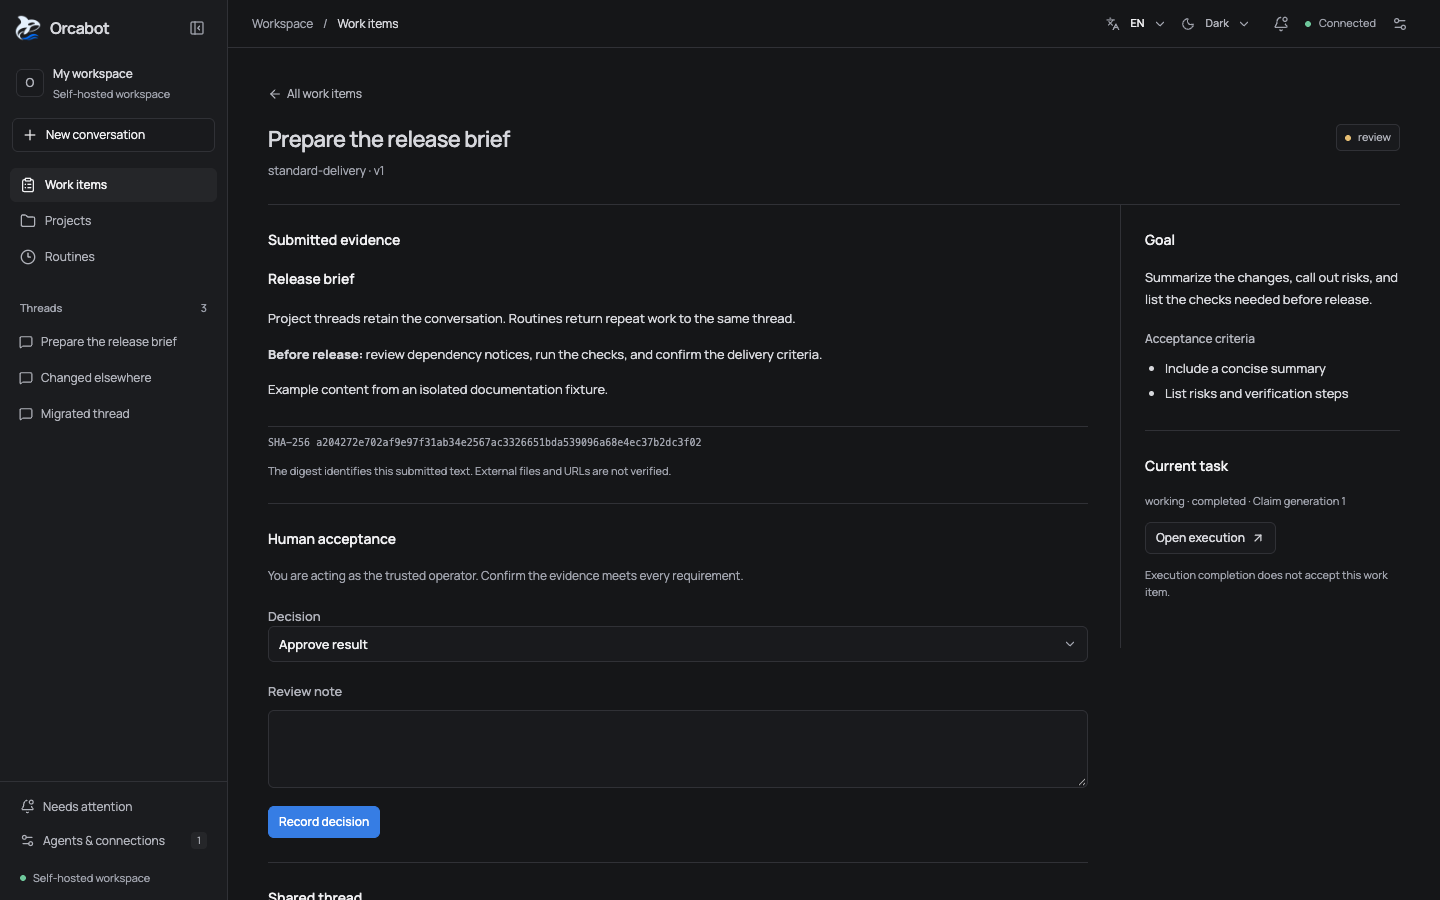 Orcabot
O
My workspace
Self-hosted workspace
New conversation
Work items
Projects
Routines
Threads 3
Prepare the release brief
Changed elsewhere
Migrated thread
Needs attention
Agents & connections 1
Self-hosted workspace
Workspace / Work items
EN
Dark
Connected
All work items
Prepare the release brief
review
standard-delivery · v1
Submitted evidence
Release brief
Project threads retain the conversation. Routines return repeat work to the same thread.
Before release: review dependency notices, run the checks, and confirm the delivery criteria.
Example content from an isolated documentation fixture.
SHA-256 a204272e702af9e97f31ab34e2567ac3326651bda539096a68e4ec37b2dc3f02
The digest identifies this submitted text. External files and URLs are not verified.
Human acceptance
You are acting as the trusted operator. Confirm the evidence meets every requirement.
Decision
Approve result
Review note
Record decision
Shared thread
Goal
Summarize the changes, call out risks, and
list the checks needed before release.
Acceptance criteria
Include a concise summary
List risks and verification steps
Current task
working · completed · Claim generation 1
Open execution
Execution completion does not accept this work
item.